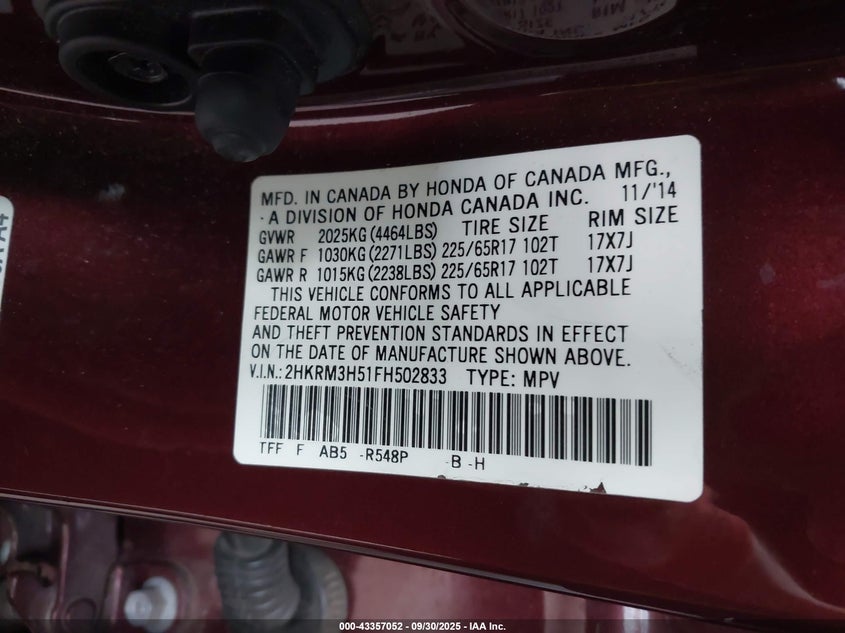 MFD. IN CANADA BY HONDA OF CANADA MFG.,
A DIVISION OF HONDA CANADA INC. 11/'14
GVWR 2025KG(4464LBS) TIRE SIZE RIM SIZE
GAWR F 1030KG(2271LBS) 225/65R17 102T 17X7J
GAWR R 1015KG(2238LBS) 225/65R17 102T 17X7J
THIS VEHICLE CONFORMS TO ALL APPLICABLE
FEDERAL MOTOR VEHICLE SAFETY
AND THEFT PREVENTION STANDARDS IN EFFECT
ON THE DATE OF MANUFACTURE SHOWN ABOVE.
V.I.N.: 2HKRM3H51FH502833 TYPE: MPV
TFF F AB5 -R548P -B -H
000-43357052 — 09/30/2025 — IAA Inc.